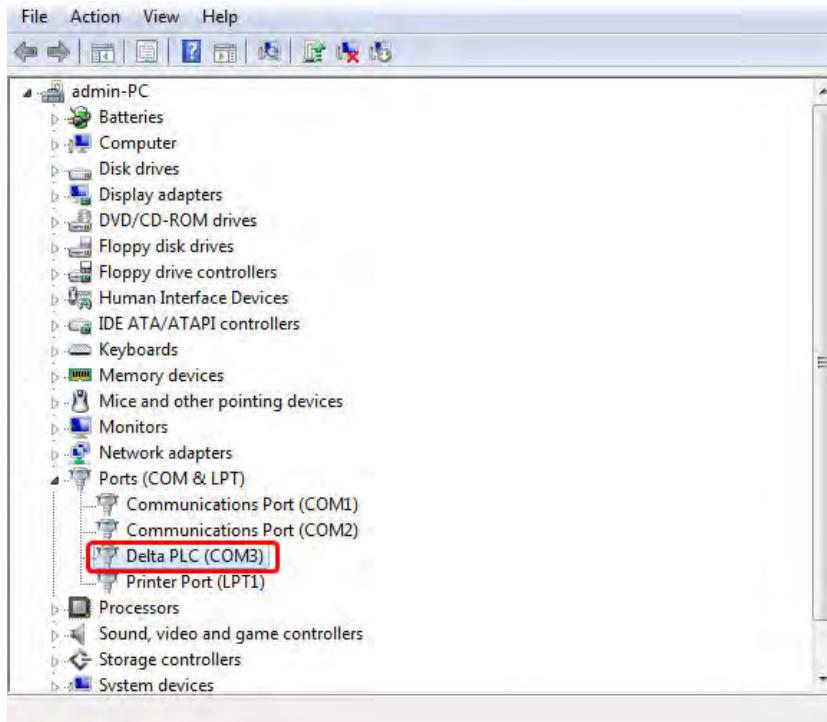 File Action View Help
admin-PC
Batteries
Computer
Disk drives
Display adapters
DVD/CD-ROM drives
Floppy disk drives
Floppy drive controllers
Human Interface Devices
IDE ATA/ATAPI controllers
Keyboards
Memory devices
Mice and other pointing devices
Monitors
Network adapters
Ports (COM & LPT)
Communications Port (COM1)
Communications Port (COM2)
Delta PLC (COM3)
Printer Port (LPT1)
Processors
Sound, video and game controllers
Storage controllers
System devices